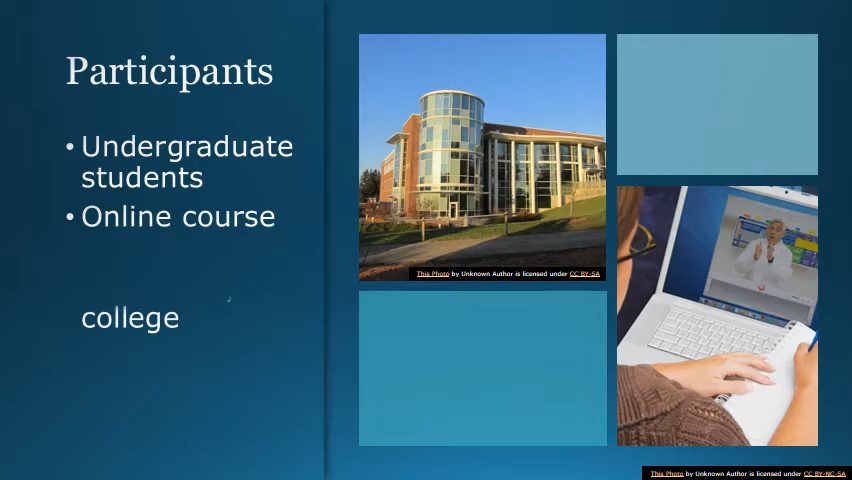 Participants
• Undergraduate
students
• Online course
college
This Photo by Unknown Author is licensed under CC BY-SA
This Photo by Unknown Author is licensed under CC BY-NC-SA